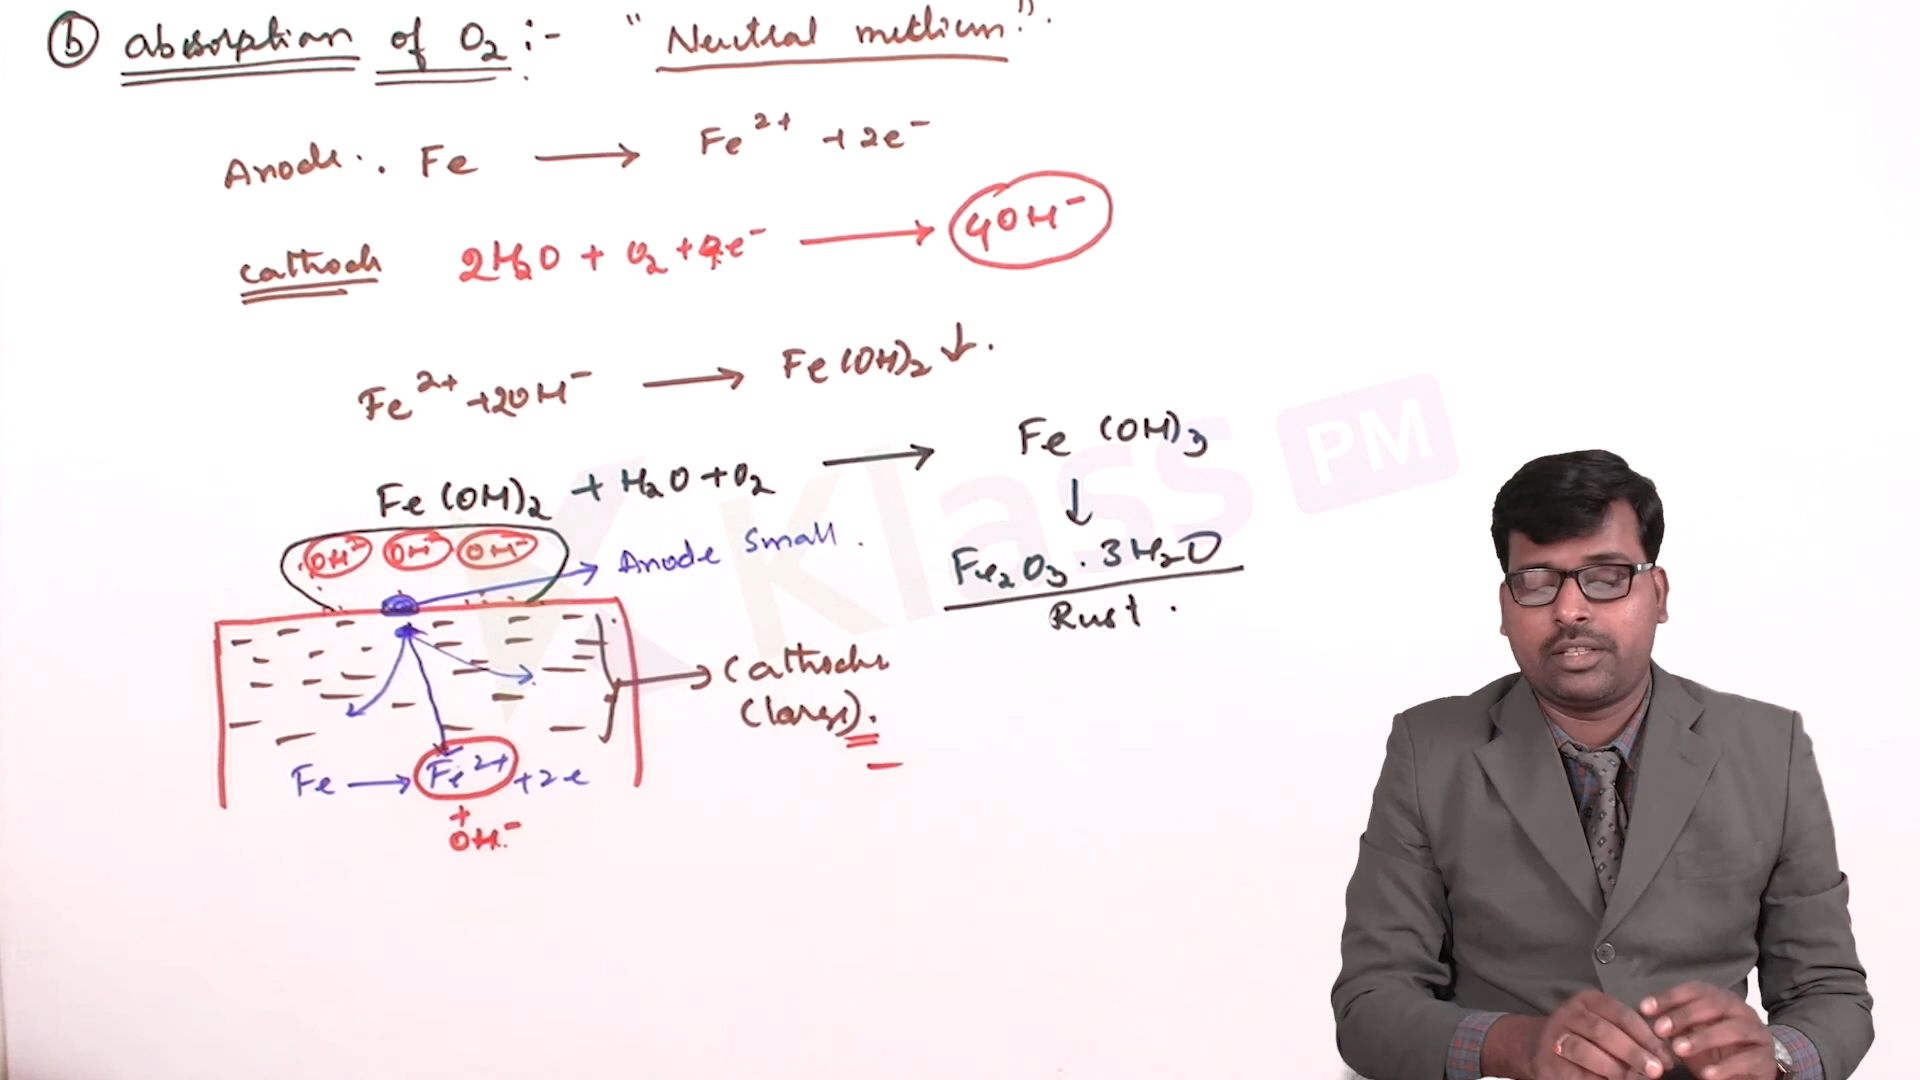 ⓑ absorption of O₂ :- "Neutral medium".
Anode:. Fe ⟶ Fe²⁺ + 2e⁻
cathode 2H₂O + O₂ + 4e⁻ ⟶ 4OH⁻
Fe²⁺ + 2OH⁻ ⟶ Fe(OH)₂ ↓.
Fe(OH)₂ + H₂O + O₂ ⟶ Fe(OH)₃
↓
Fe₂O₃ . 3H₂O
Rust.
OH⁻ OH⁻ OH⁻
Anode small.
Cathode
(large).
Fe ⟶ Fe²⁺ + 2e
+
OH⁻
Klass PM